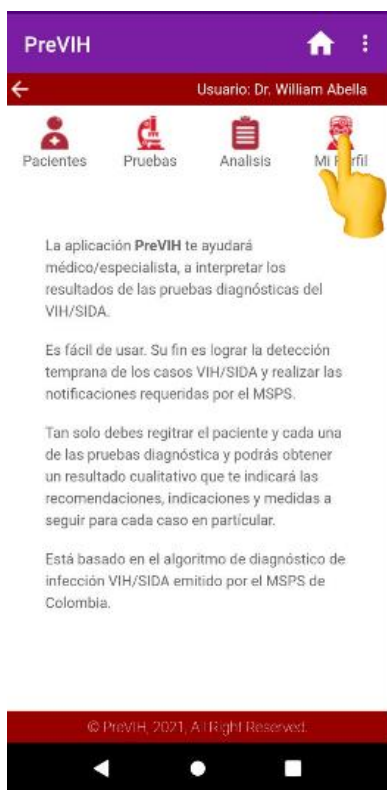 PreVIH
Usuario: Dr. William Abella
Pacientes Pruebas Analisis Mi Perfil
La aplicación PreVIH te ayudará
médico/especialista, a interpretar los
resultados de las pruebas diagnósticas del
VIH/SIDA.
Es fácil de usar. Su fin es lograr la detección
temprana de los casos VIH/SIDA y realizar las
notificaciones requeridas por el MSPS.
Tan solo debes regitrar el paciente y cada una
de las pruebas diagnóstica y podrás obtener
un resultado cualitativo que te indicará las
recomendaciones, indicaciones y medidas a
seguir para cada caso en partícular.
Está basado en el algoritmo de diagnóstico de
infección VIH/SIDA emitido por el MSPS de
Colombia.
© PreVIH, 2021, All Right Reserved.